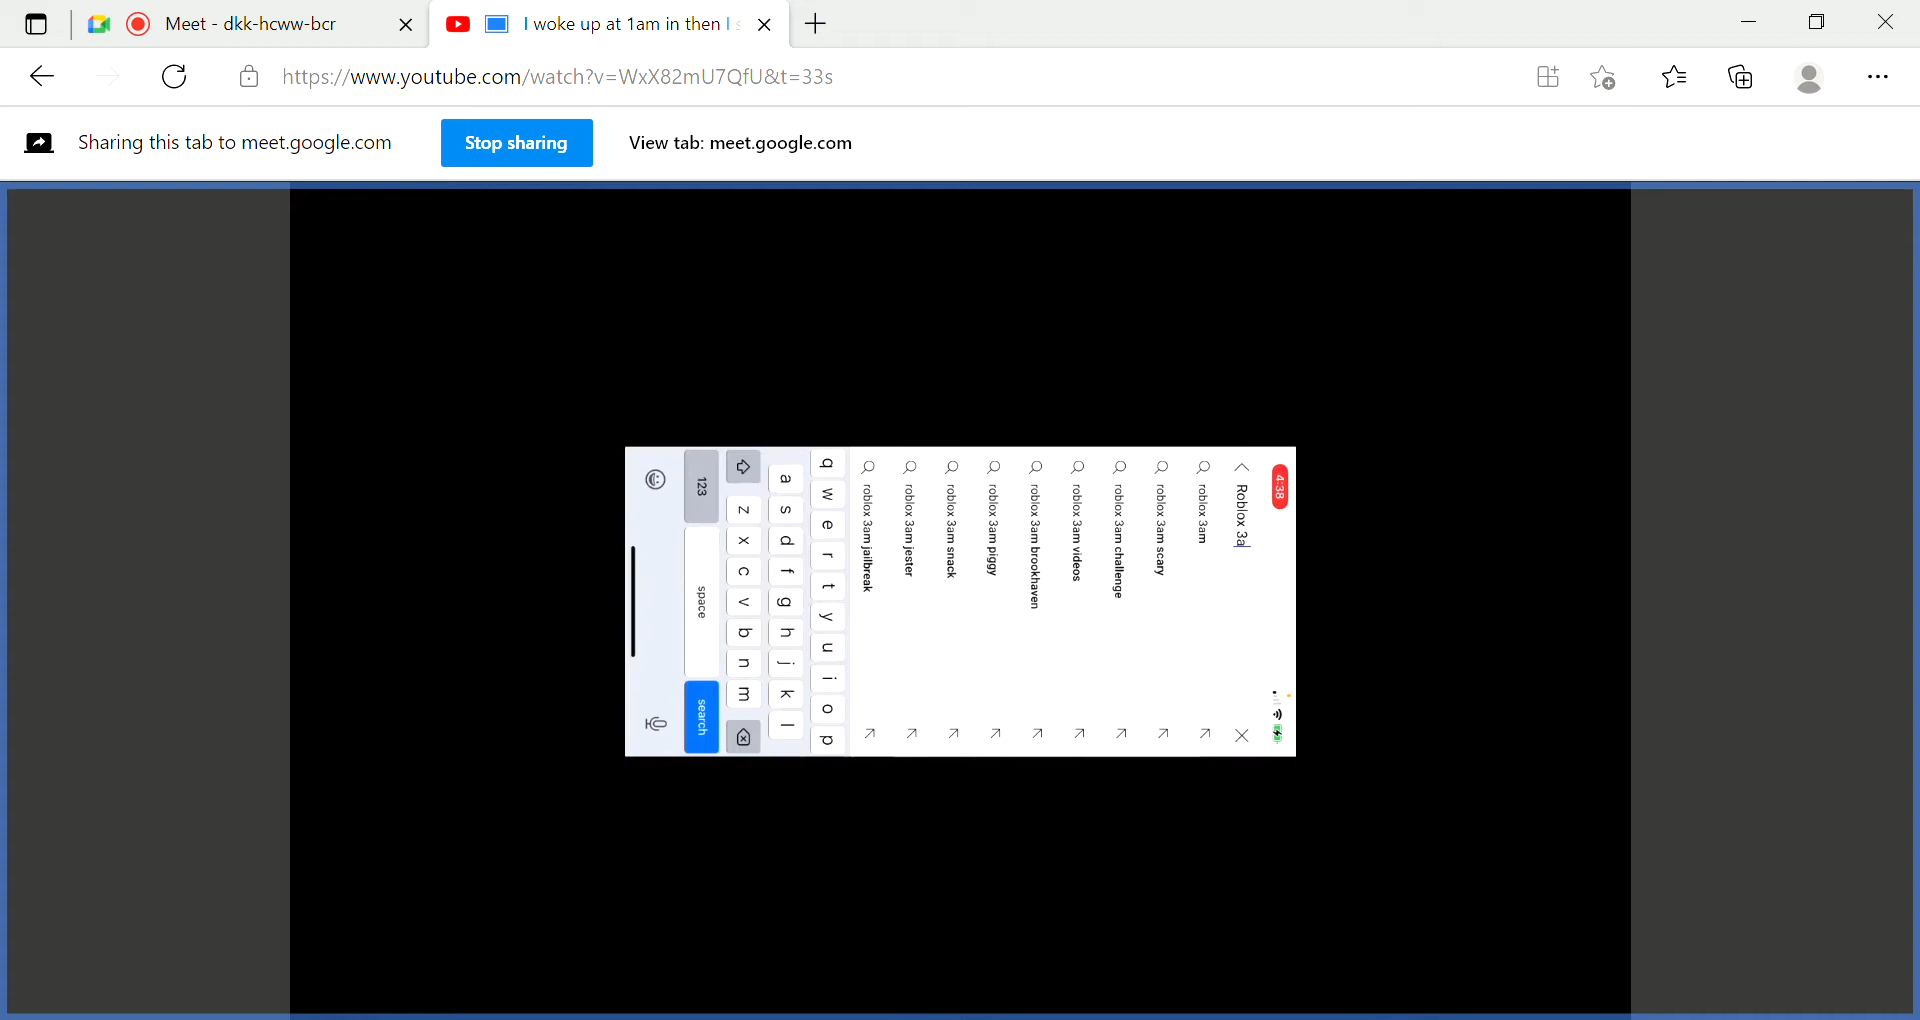 Meet - dkk-hcww-bcr
I woke up at 1am in then I s
https://www.youtube.com/watch?v=WxX82mU7QfU&t=33s
Sharing this tab to meet.google.com
Stop sharing
View tab: meet.google.com
4:38
Roblox 3a
roblox 3am
roblox 3am scary
roblox 3am challenge
roblox 3am videos
roblox 3am brookhaven
roblox 3am piggy
roblox 3am snack
roblox 3am jester
roblox 3am jailbreak
q w e r t y u i o p
a s d f g h j k l
z x c v b n m
123 space search